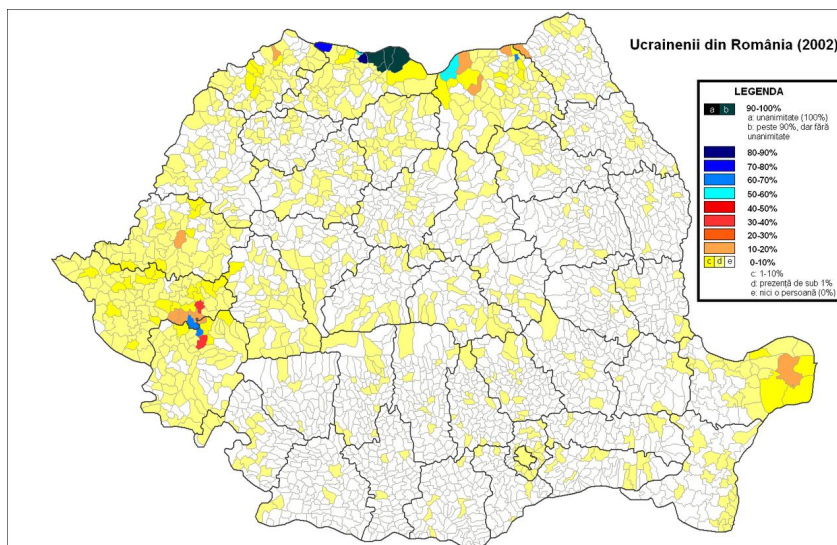 Ucrainenii din România (2002)
LEGENDA
a b 90-100%
a: unanimitate (100%)
b: peste 90%, dar fără
unanimitate
80-90%
70-80%
60-70%
50-60%
40-50%
30-40%
20-30%
10-20%
c d e 0-10%
c: 1-10%
d: prezență de sub 1%
e: nici o persoană (0%)